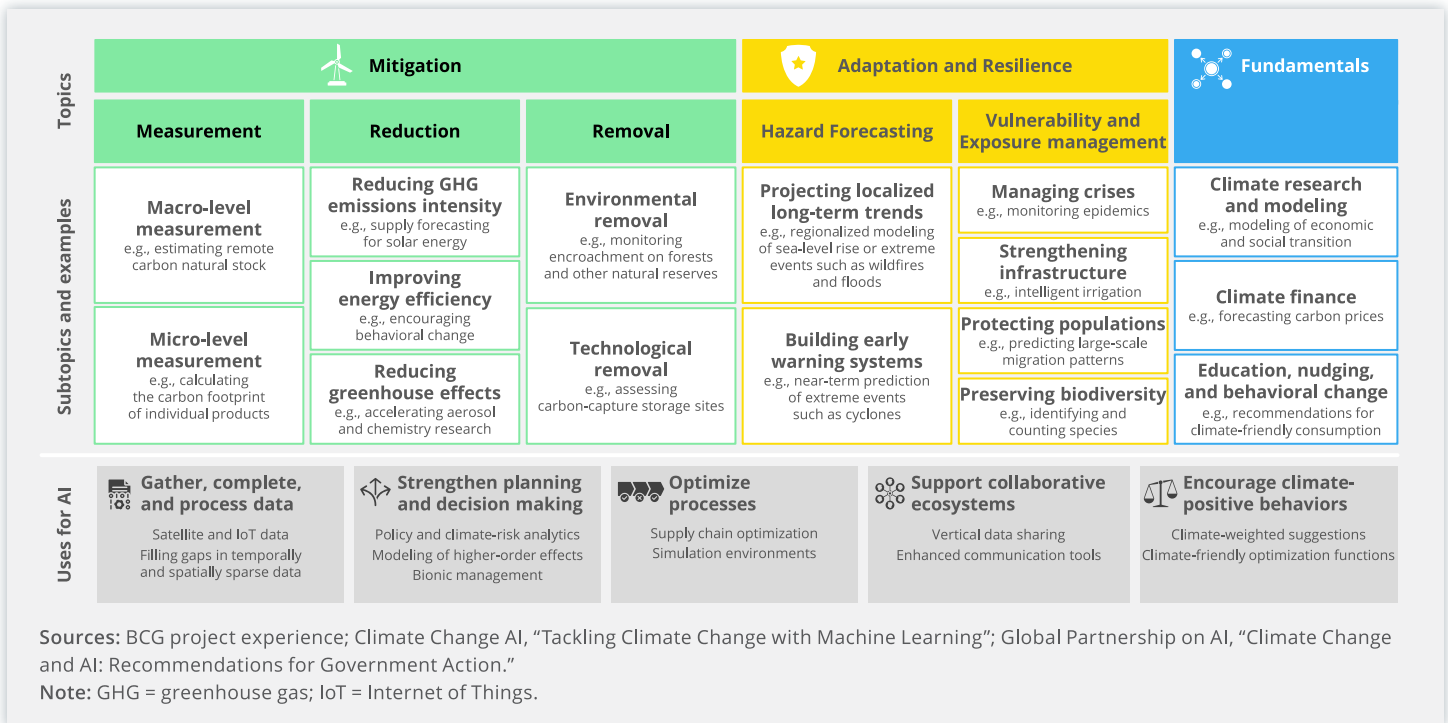 Topics
Mitigation
Adaptation and Resilience
Fundamentals
Measurement
Reduction
Removal
Hazard Forecasting
Vulnerability and
Exposure management
Subtopics and examples
Macro-level
measurement
e.g., estimating remote
carbon natural stock
Micro-level
measurement
e.g., calculating
the carbon footprint
of individual products
Reducing GHG
emissions intensity
e.g., supply forecasting
for solar energy
Improving
energy efficiency
e.g., encouraging
behavioral change
Reducing
greenhouse effects
e.g., accelerating aerosol
and chemistry research
Environmental
removal
e.g., monitoring
encroachment on forests
and other natural reserves
Technological
removal
e.g., assessing
carbon-capture storage sites
Projecting localized
long-term trends
e.g., regionalized modeling
of sea-level rise or extreme
events such as wildfires
and floods
Building early
warning systems
e.g., near-term prediction
of extreme events
such as cyclones
Managing crises
e.g., monitoring epidemics
Strengthening
infrastructure
e.g., intelligent irrigation
Protecting populations
e.g., predicting large-scale
migration patterns
Preserving biodiversity
e.g., identifying and
counting species
Climate research
and modeling
e.g., modeling of economic
and social transition
Climate finance
e.g., forecasting carbon prices
Education, nudging,
and behavioral change
e.g., recommendations for
climate-friendly consumption
Uses for AI
Gather, complete,
and process data
Satellite and IoT data
Filling gaps in temporally
and spatially sparse data
Strengthen planning
and decision making
Policy and climate-risk analytics
Modeling of higher-order effects
Bionic management
Optimize
processes
Supply chain optimization
Simulation environments
Support collaborative
ecosystems
Vertical data sharing
Enhanced communication tools
Encourage climate-
positive behaviors
Climate-weighted suggestions
Climate-friendly optimization functions
Sources: BCG project experience; Climate Change AI, “Tackling Climate Change with Machine Learning”; Global Partnership on AI, “Climate Change
and AI: Recommendations for Government Action.”
Note: GHG = greenhouse gas; IoT = Internet of Things.